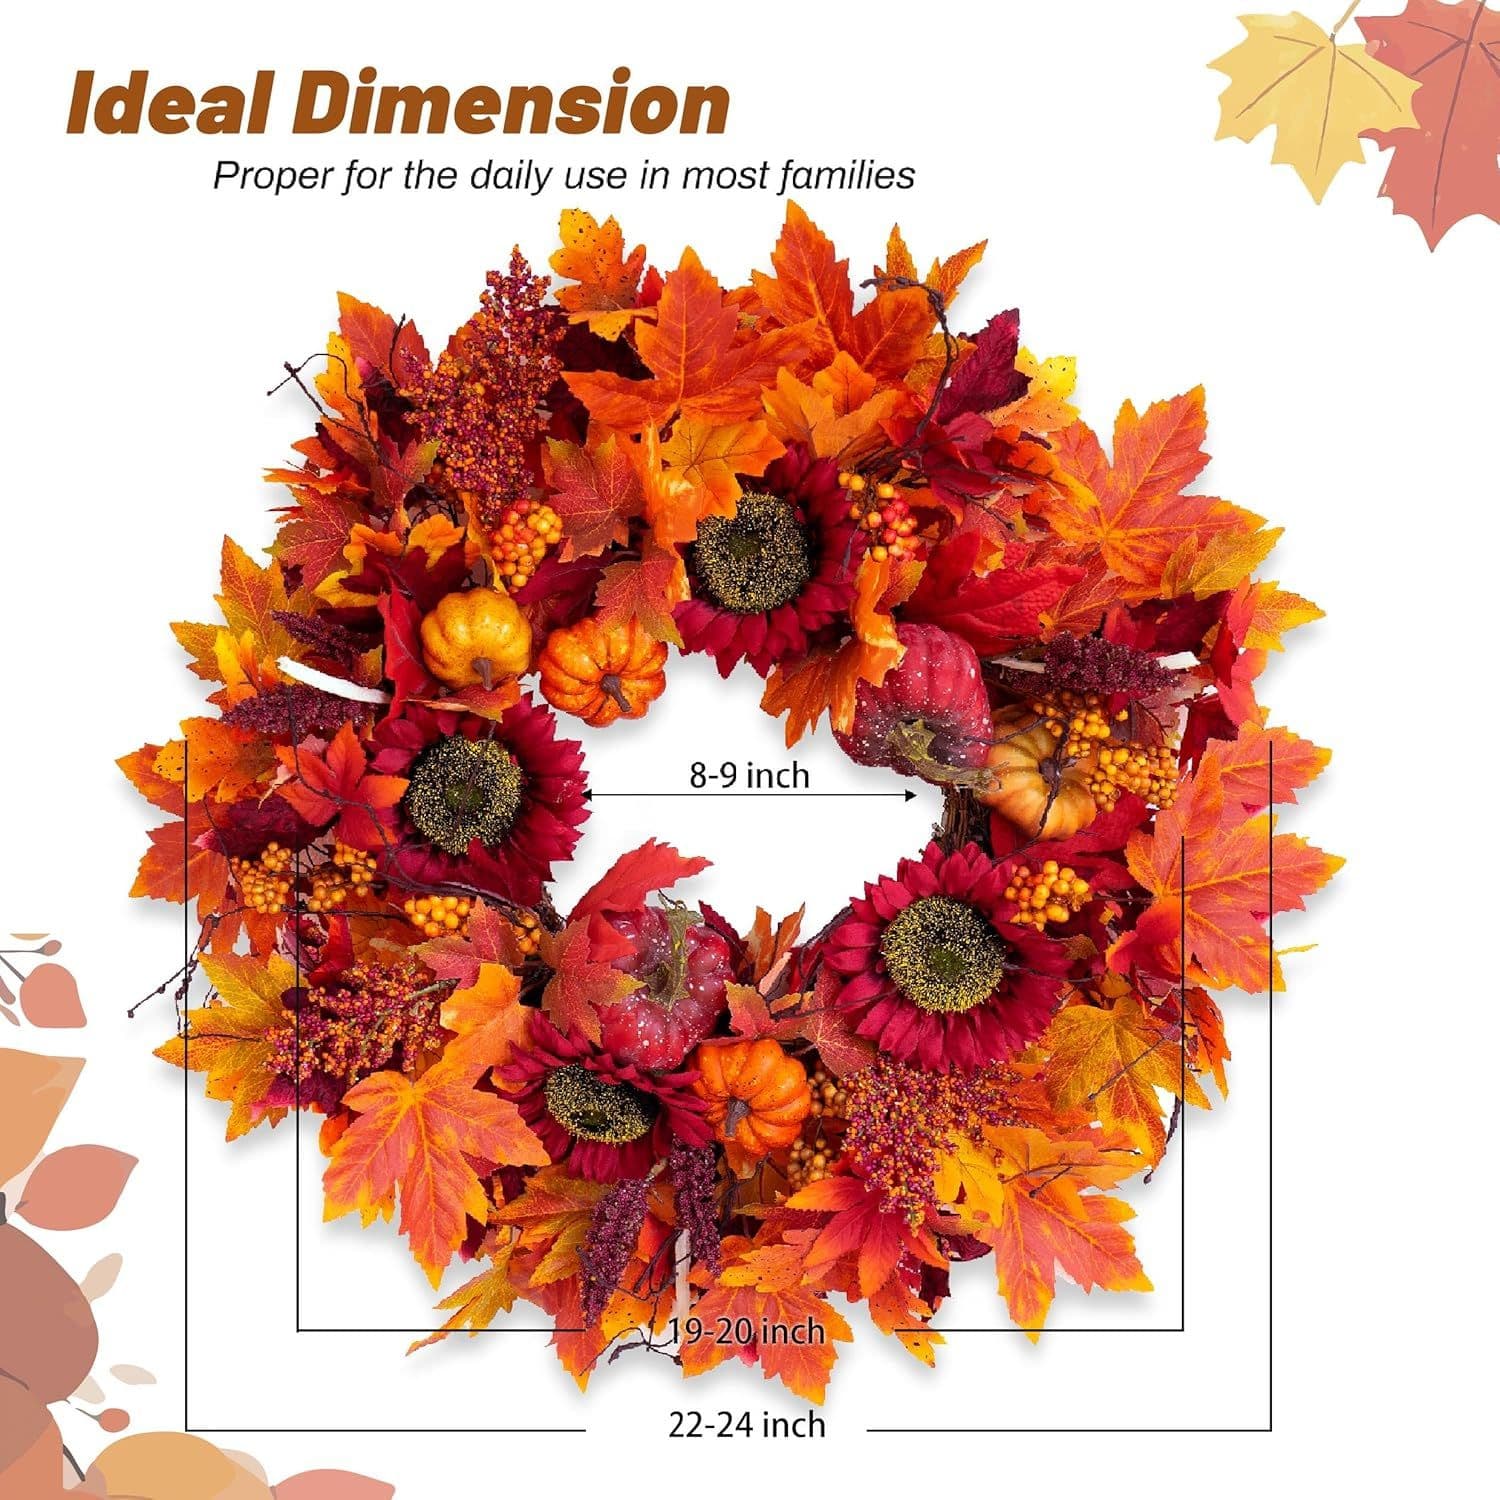 Ideal Dimension
Proper for the daily use in most families
8-9 inch
19-20 inch
22-24 inch